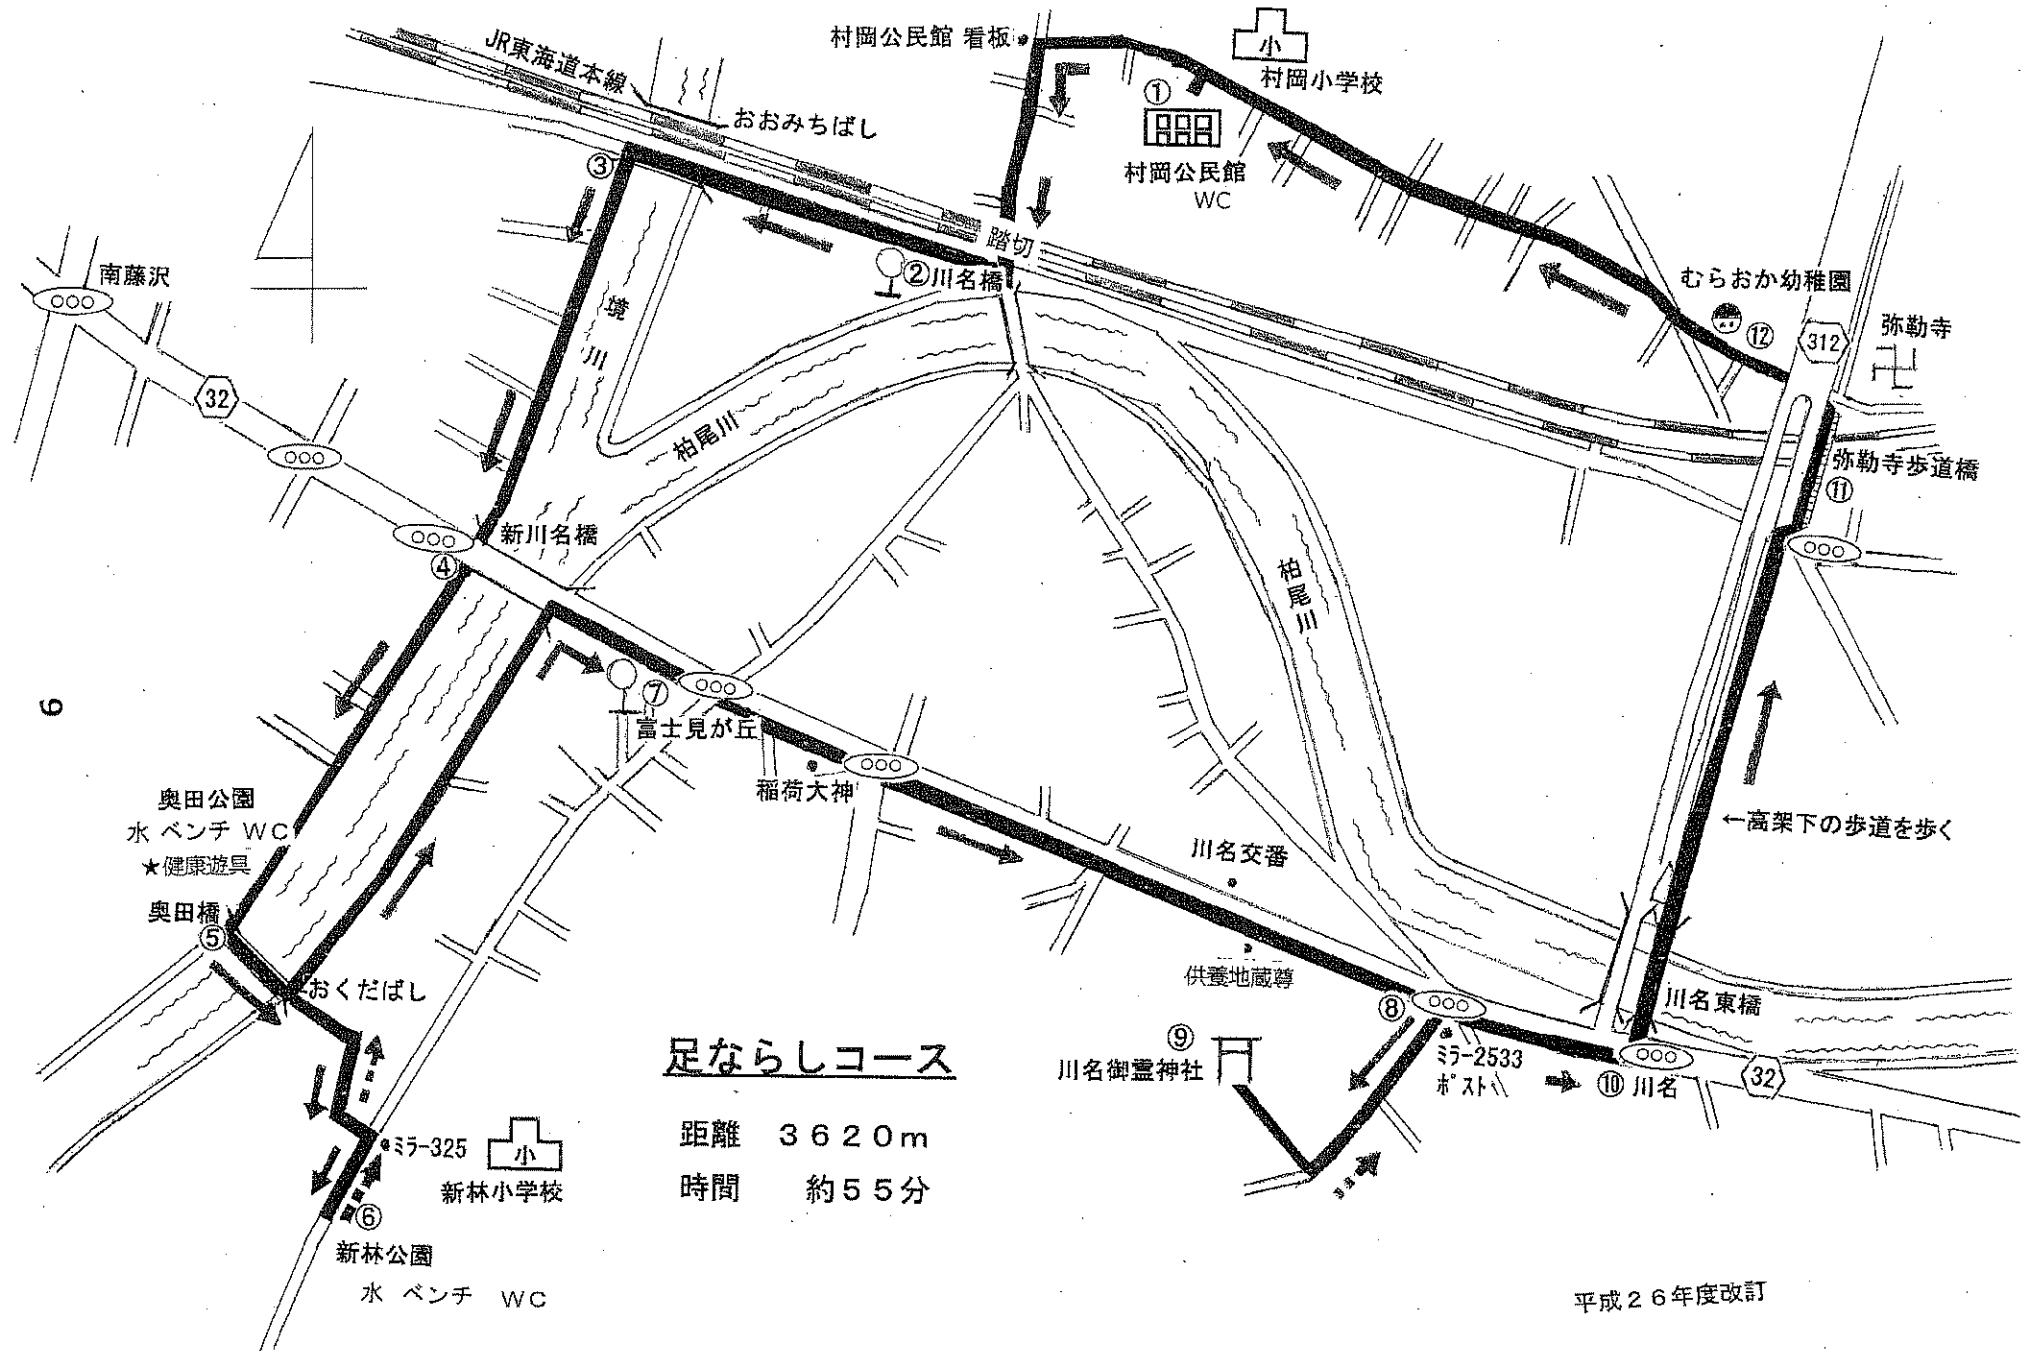 村岡公民館 看板
小
村岡小学校
JR東海道本線
おおみちばし
①
村岡公民館
WC
③
踏切
②川名橋
境川
南藤沢
むらおか幼稚園
⑫
312
弥勒寺
32
柏尾川
弥勒寺歩道橋
⑪
新川名橋
④
柏尾川
⑦
富士見が丘
6
稲荷大神
奥田公園
水 ベンチ WC
★健康遊具
←高架下の歩道を歩く
川名交番
奥田橋
⑤
供養地蔵尊
おくだばし
⑧
川名東橋
足ならしコース
⑨
川名御霊神社
ミラー2533
ポスト
⑩ 川名
32
距離 3620m
時間 約55分
ミラー325
小
新林小学校
⑥
新林公園
水 ベンチ WC
平成26年度改訂